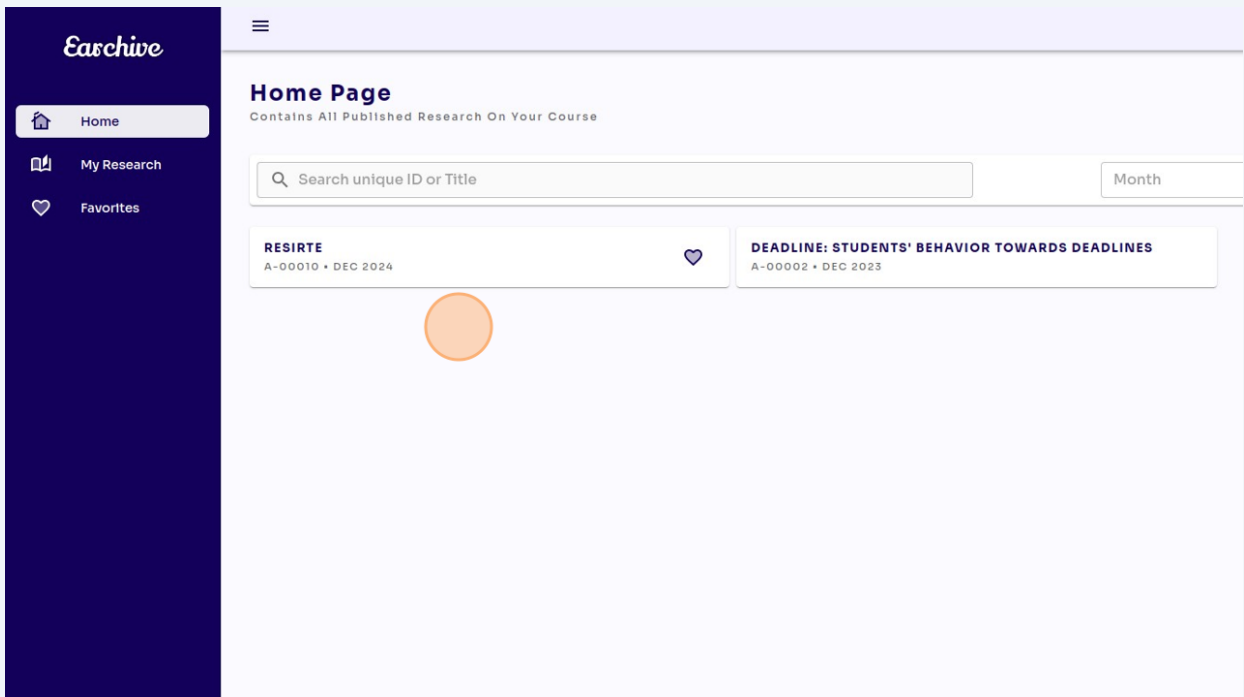 Earchive
Home
My Research
Favorites
Home Page
Contains All Published Research On Your Course
Search unique ID or Title
Month
RESIRTE
A-00010 • DEC 2024
DEADLINE: STUDENTS' BEHAVIOR TOWARDS DEADLINES
A-00002 • DEC 2023